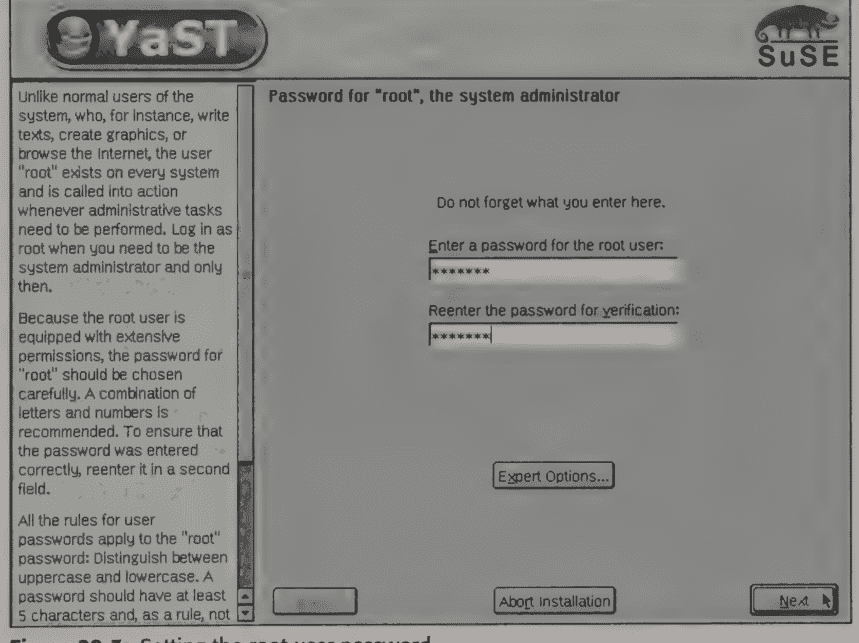 YaST
SuSE
Unlike normal users of the
system, who, for instance, write
texts, create graphics, or
browse the Internet, the user
"root" exists on every system
and is called into action
whenever administrative tasks
need to be performed. Log in as
root when you need to be the
system administrator and only
then.
Because the root user is
equipped with extensive
permissions, the password for
"root" should be chosen
carefully. A combination of
letters and numbers is
recommended. To ensure that
the password was entered
correctly, reenter it in a second
field.
All the rules for user
passwords apply to the "root"
password: Distinguish between
uppercase and lowercase. A
password should have at least
5 characters and, as a rule, not
Password for "root", the system administrator
Do not forget what you enter here.
Enter a password for the root user:
*******
Reenter the password for verification:
*******
Expert Options...
Abort Installation
Next
Setting the root user password